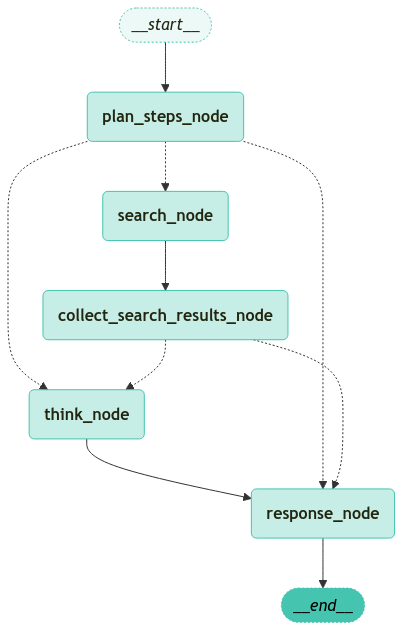 __start__
plan_steps_node
search_node
collect_search_results_node
think_node
response_node
__end__